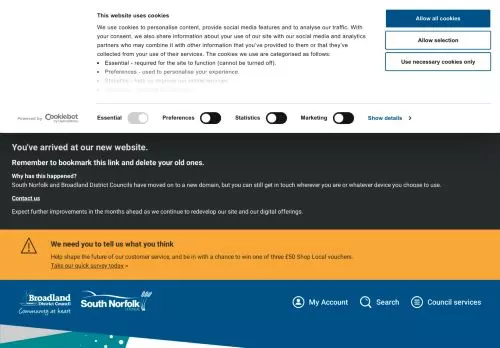 This website uses cookies
We use cookies to personalise content, provide social media features and to analyse our traffic. With
your consent, we also share information about your use of our site with our social media and analytics
partners who may combine it with other information that you've provided to them or that they've
collected from your use of their services. The cookies we use are categorised as follows:
• Essential - required for the site to function (cannot be turned off).
• Preferences - used to personalise your experience.
Allow all cookies
Allow selection
Use necessary cookies only
Powered by Cookiebot
Essential Preferences Statistics Marketing Show details
You've arrived at our new website.
Remember to bookmark this link and delete your old ones.
Why has this happened?
South Norfolk and Broadland District Councils have moved on to a new domain, but you can still get in touch wherever you are or whatever device you choose to use.
Contact us
Expect further improvements in the months ahead as we continue to redevelop our site and our digital offerings.
We need you to tell us what you think
Help shape the future of our customer service, and be in with a chance to win one of three £50 Shop Local vouchers.
Take our quick survey today »
Broadland
District Council
Community at heart
South Norfolk
My Account Search Council services